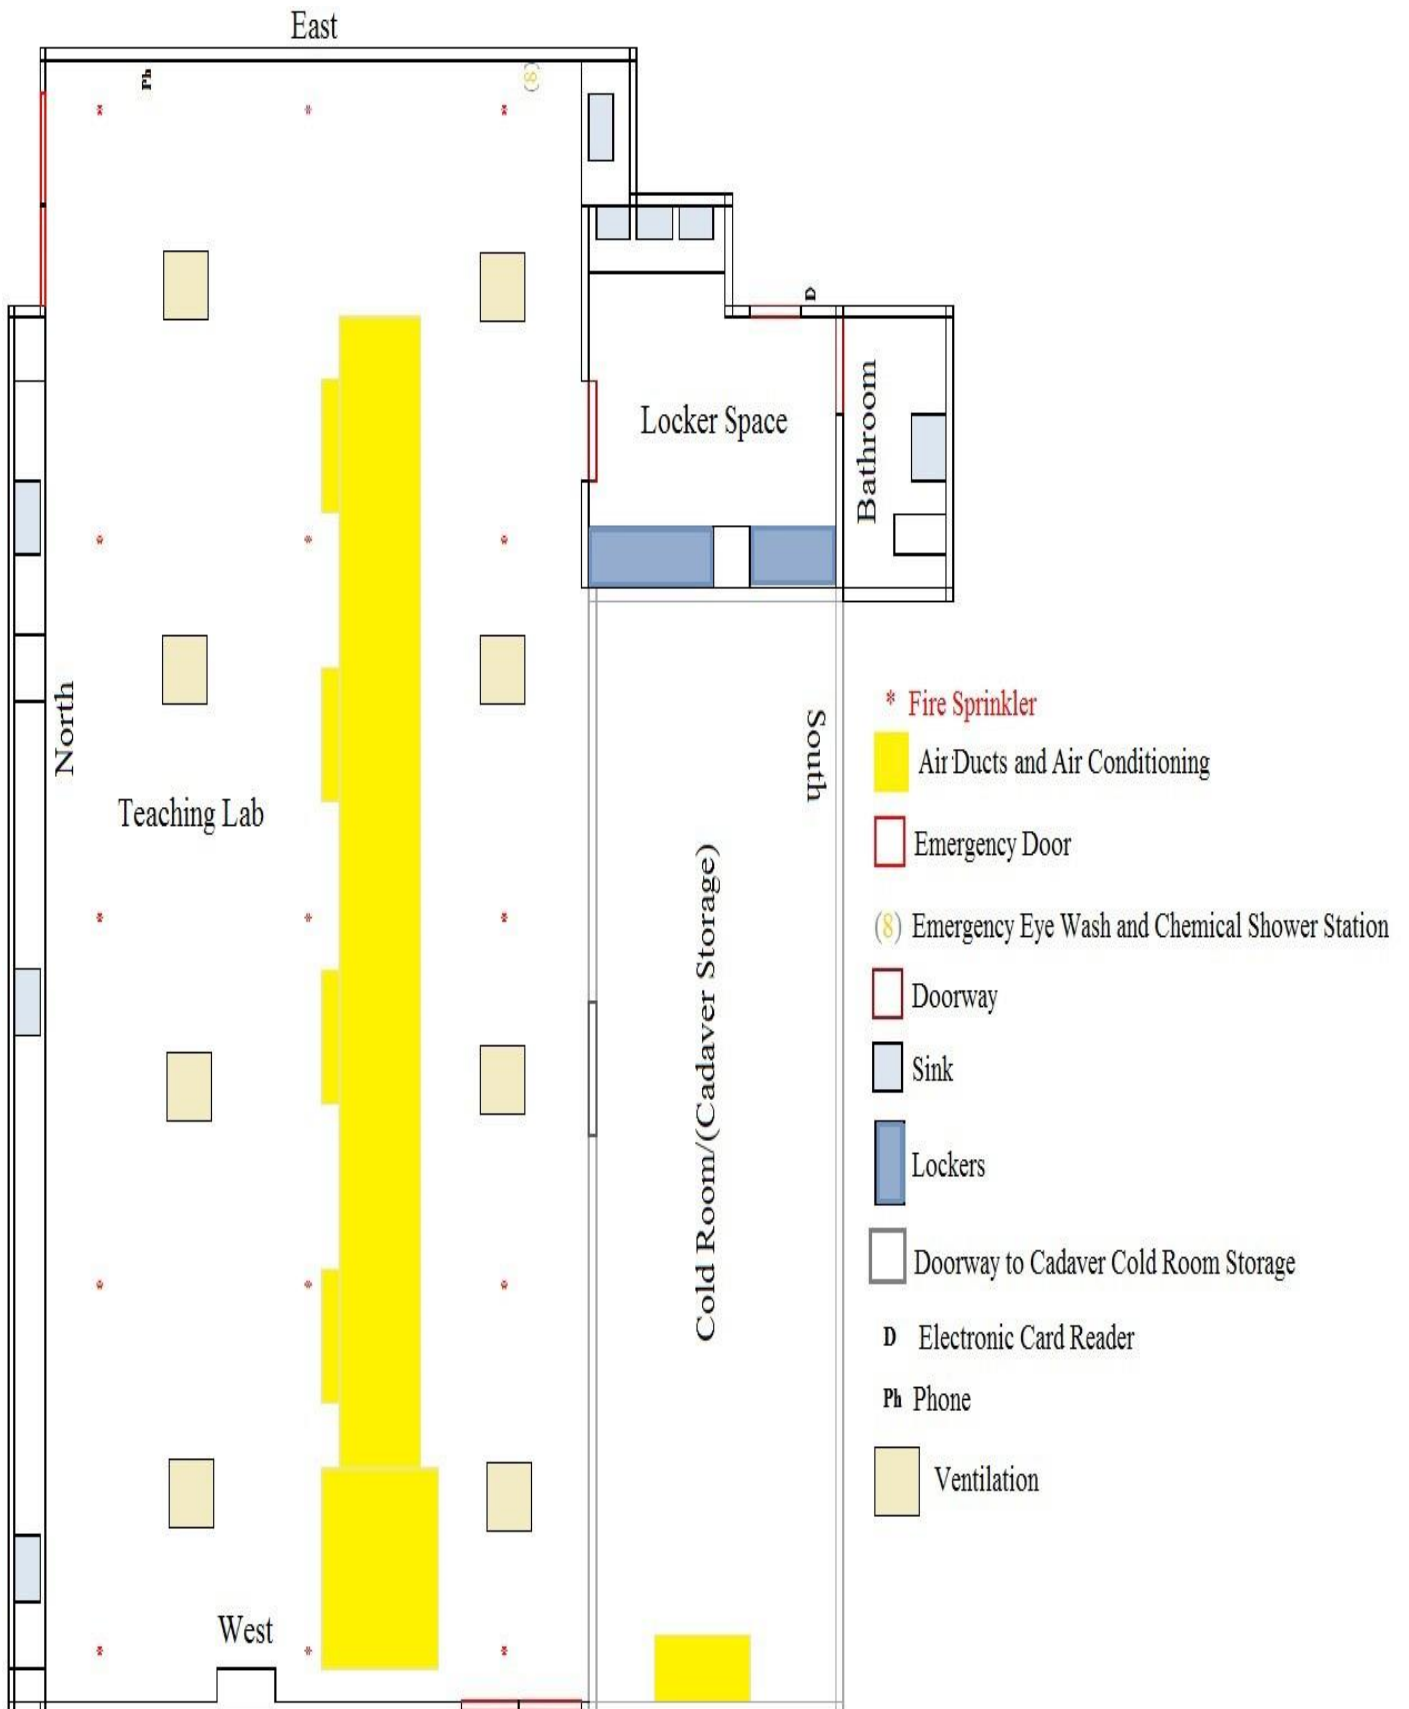 East
Ph
(8)
D
Locker Space
Bathroom
North
South
Teaching Lab
Cold Room/(Cadaver Storage)
West
* Fire Sprinkler
Air Ducts and Air Conditioning
Emergency Door
(8) Emergency Eye Wash and Chemical Shower Station
Doorway
Sink
Lockers
Doorway to Cadaver Cold Room Storage
D Electronic Card Reader
Ph Phone
Ventilation